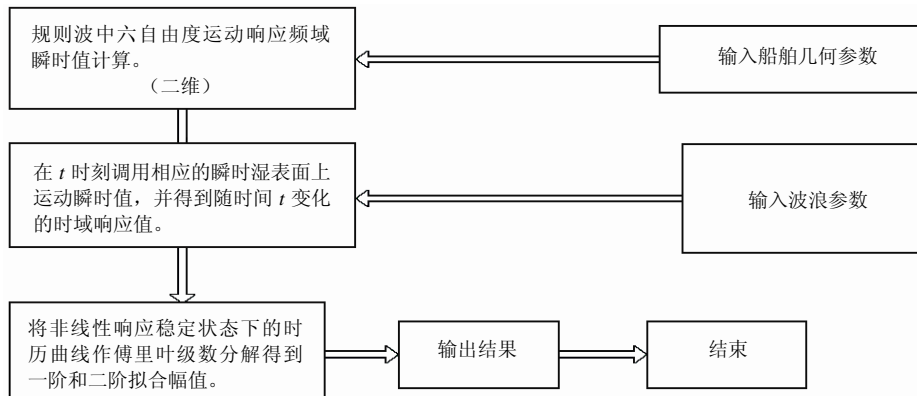 规则波中六自由度运动响应频域
瞬时值计算。
（二维）
输入船舶几何参数
在 t 时刻调用相应的瞬时湿表面上
运动瞬时值，并得到随时间 t 变化
的时域响应值。
输入波浪参数
将非线性响应稳定状态下的时
历曲线作傅里叶级数分解得到
一阶和二阶拟合幅值。
输出结果
结束